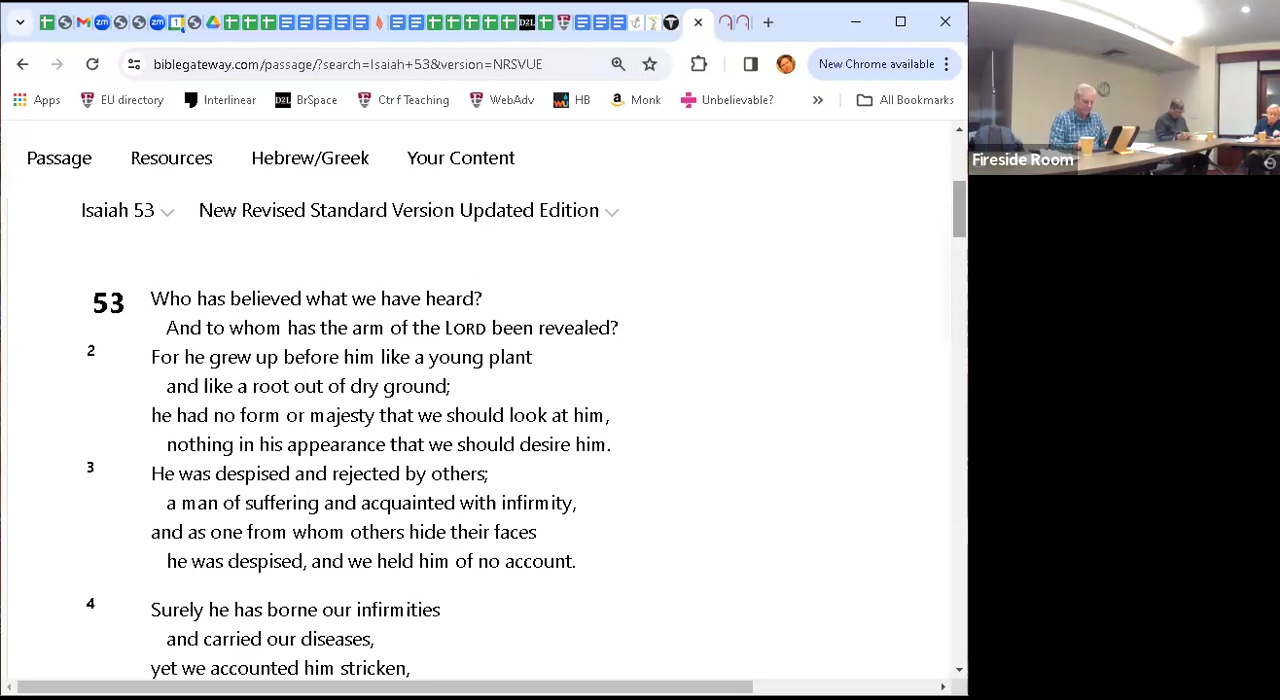 biblegateway.com/passage/?search=Isaiah+53&version=NRSVUE
New Chrome available
Apps
EU directory
Interlinear
D2L BrSpace
Ctr f Teaching
WebAdv
HB
a Monk
Unbelievable?
»
All Bookmarks
Passage
Resources
Hebrew/Greek
Your Content
Isaiah 53
New Revised Standard Version Updated Edition
53 Who has believed what we have heard?
And to whom has the arm of the LORD been revealed?
2 For he grew up before him like a young plant
and like a root out of dry ground;
he had no form or majesty that we should look at him,
nothing in his appearance that we should desire him.
3 He was despised and rejected by others;
a man of suffering and acquainted with infirmity,
and as one from whom others hide their faces
he was despised, and we held him of no account.
4 Surely he has borne our infirmities
and carried our diseases,
yet we accounted him stricken,
Fireside Room